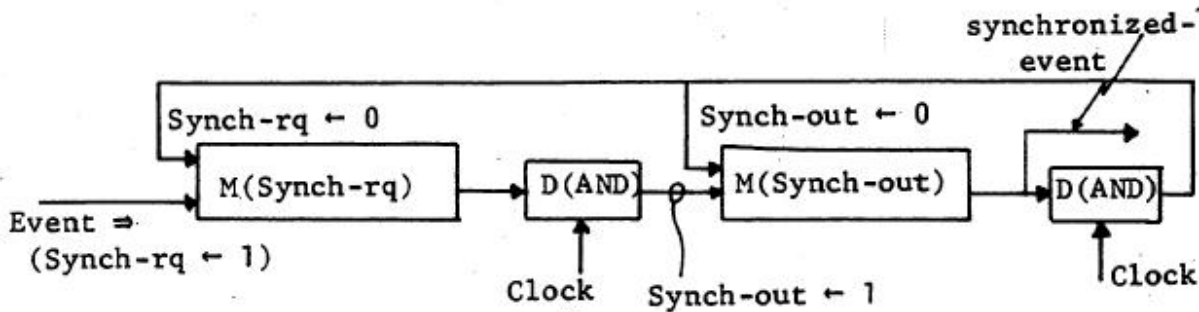 synchronized-
event
Synch-rq ← 0
Synch-out ← 0
M(Synch-rq)
D(AND)
M(Synch-out)
D(AND)
Event ⇒
(Synch-rq ← 1)
Clock
Synch-out ← 1
Clock